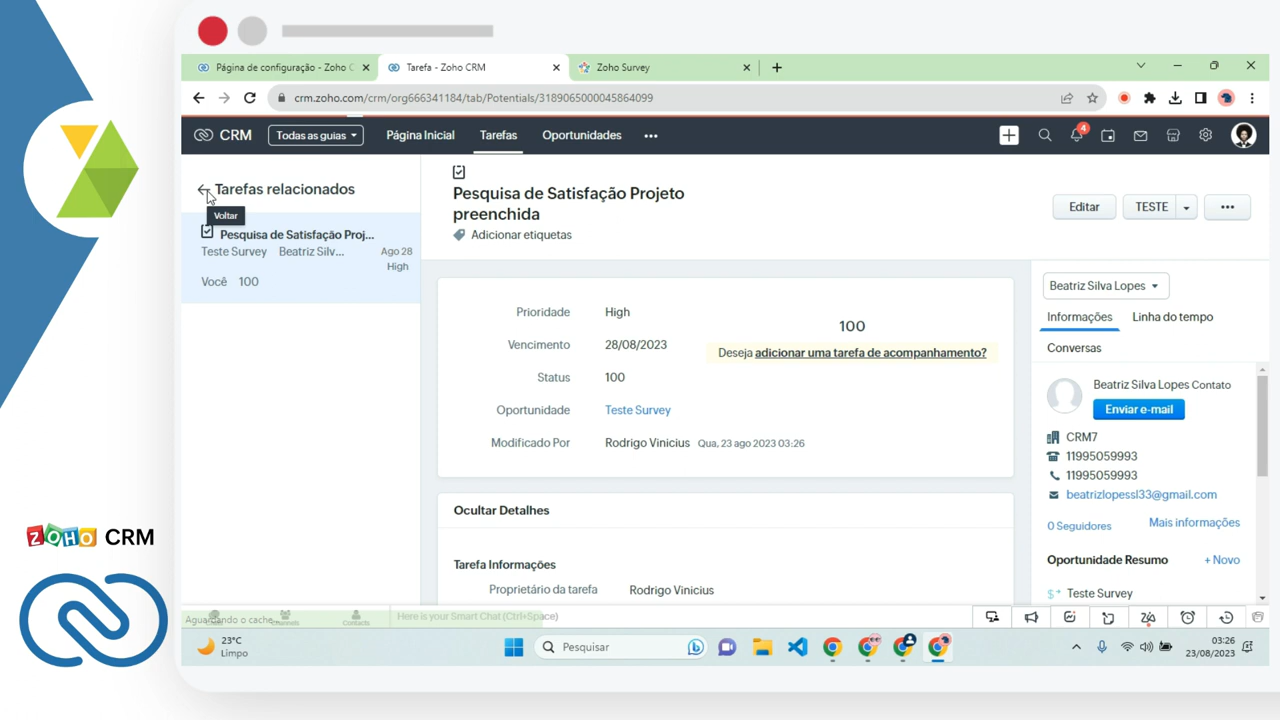 Página de configuração - Zoho C
Tarefa - Zoho CRM
Zoho Survey
crm.zoho.com/crm/org666341184/tab/Potentials/3189065000045864099
CRM
Todas as guias
Página Inicial
Tarefas
Oportunidades
4
Tarefas relacionados
Voltar
Pesquisa de Satisfação Proj...
Teste Survey Beatriz Silv... Ago 28
High
Você 100
Pesquisa de Satisfação Projeto
preenchida
Adicionar etiquetas
Editar
TESTE
Prioridade High
Vencimento 28/08/2023
Status 100
Oportunidade Teste Survey
Modificado Por Rodrigo Vinicius Qua, 23 ago 2023 03:26
100
Deseja adicionar uma tarefa de acompanhamento?
Ocultar Detalhes
Tarefa Informações
Proprietário da tarefa Rodrigo Vinicius
Beatriz Silva Lopes
Informações
Linha do tempo
Conversas
Beatriz Silva Lopes Contato
Enviar e-mail
CRM7
11995059993
11995059993
beatrizlopessl33@gmail.com
0 Seguidores
Mais informações
Oportunidade Resumo + Novo
$ Teste Survey
Aguardando o cache...
Channels
Contacts
Here is your Smart Chat (Ctrl+Space)
23°C
Limpo
Pesquisar
03:26
23/08/2023
ZOHO CRM